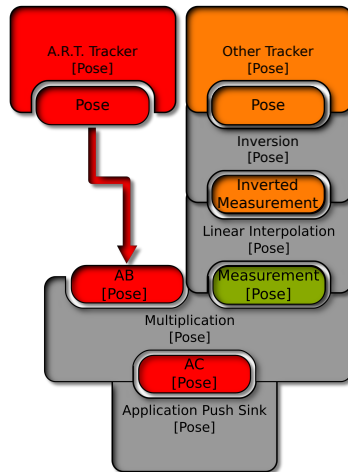 A.R.T. Tracker
[Pose]
Pose
Other Tracker
[Pose]
Pose
Inversion
[Pose]
Inverted
Measurement
Linear Interpolation
[Pose]
AB
[Pose]
Measurement
[Pose]
Multiplication
[Pose]
AC
[Pose]
Application Push Sink
[Pose]